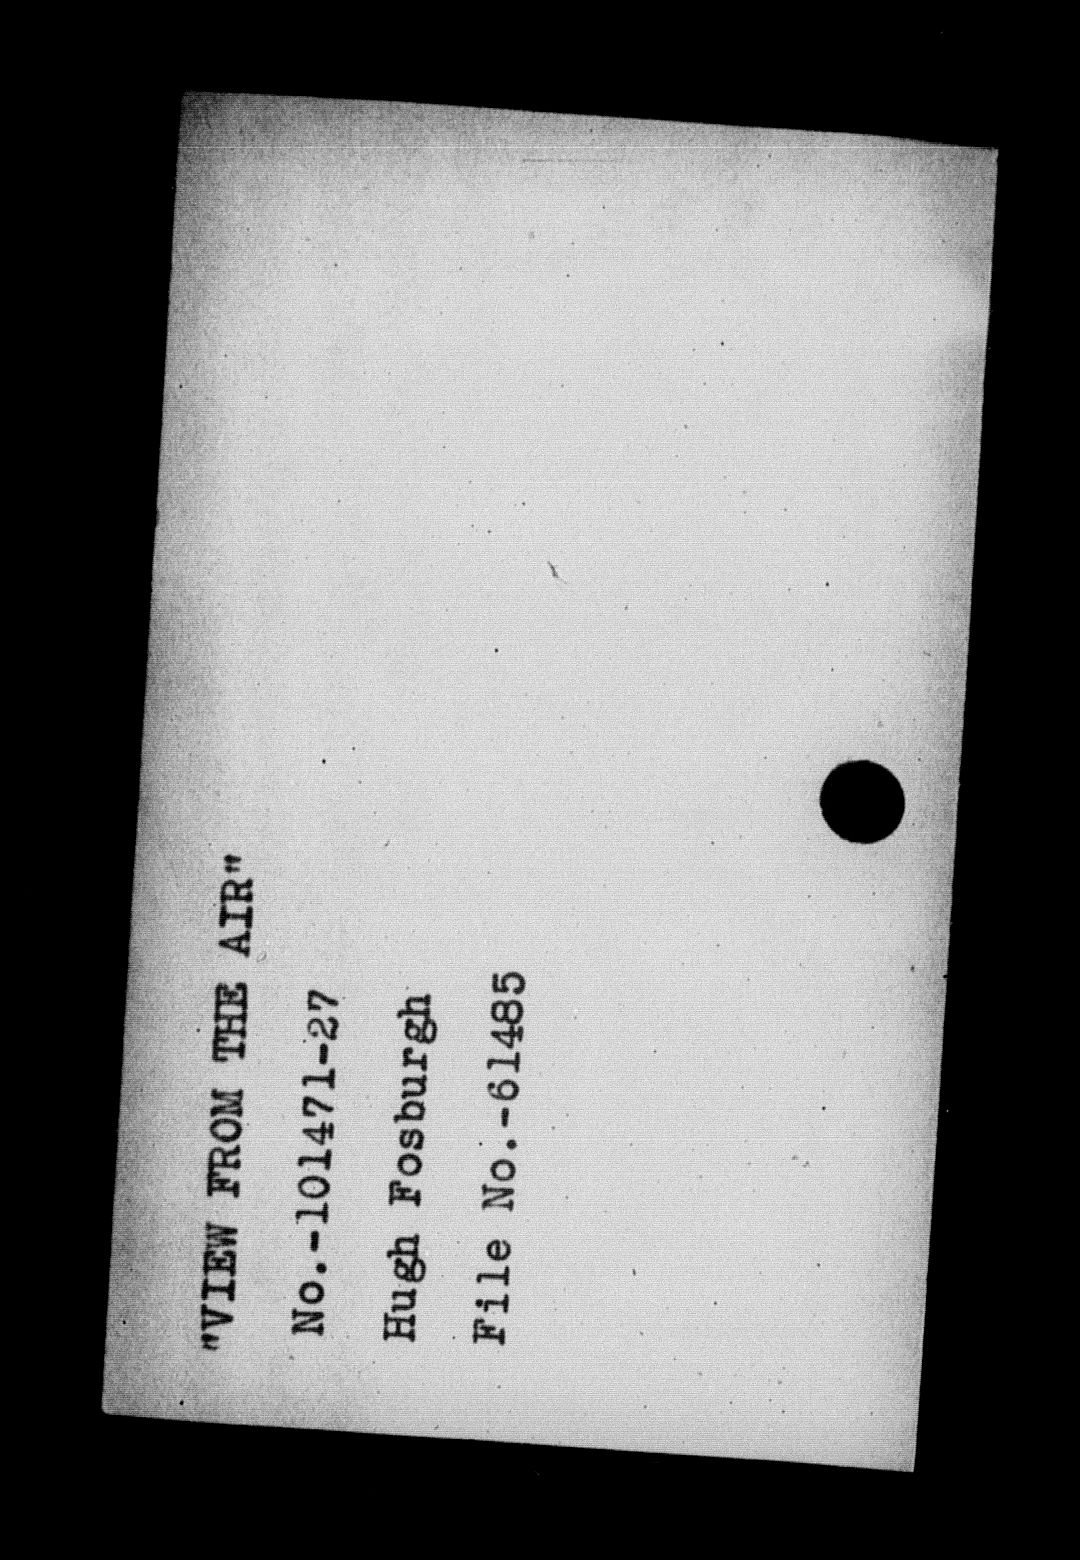 "VIEW FROM THE AIR"
No.-101471-27
Hugh Fosburgh
File No.-61485